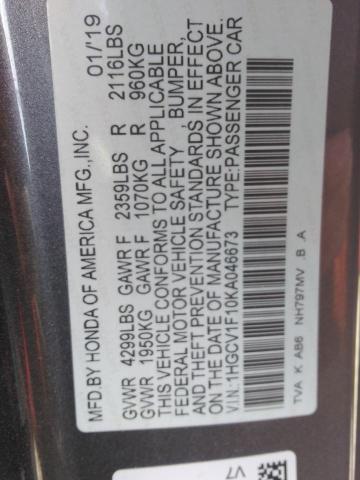 MFD.BY HONDA OF AMERICA MFG.,INC. 01/19
GVWR 4299LBS GAWR F 2359LBS R 2116LBS
GVWR 1950KG GAWR F 1070KG R 960KG
THIS VEHICLE CONFORMS TO ALL APPLICABLE
FEDERAL MOTOR VEHICLE SAFETY , BUMPER,
AND THEFT PREVENTION STANDARDS IN EFFECT
ON THE DATE OF MANUFACTURE SHOWN ABOVE.
V.I.N.:1HGCV1F10KA046673 TYPE:PASSENGER CAR
TVA K AB6 NH797MV .B .A